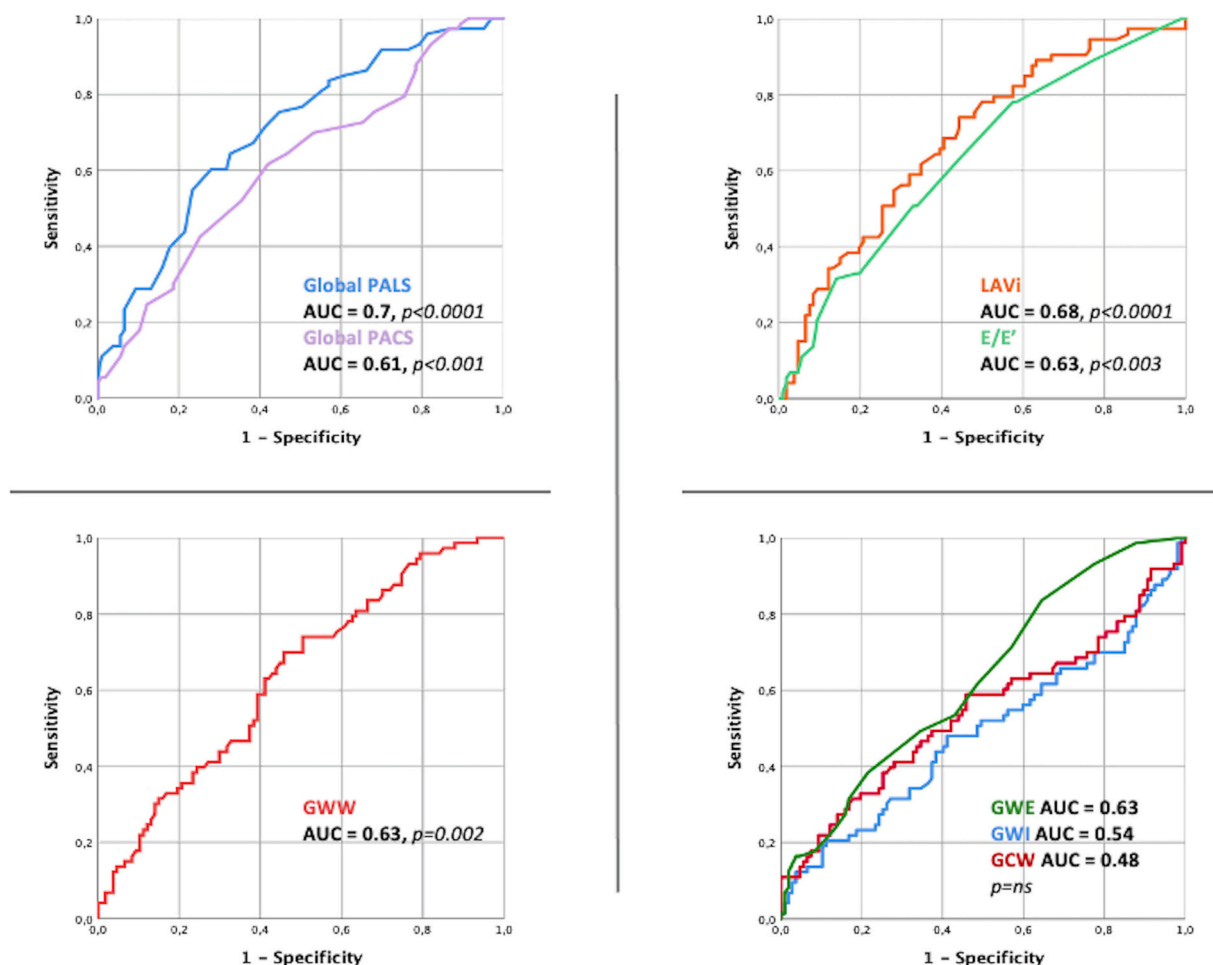 1,0
0,8
0,6
0,4
0,2
0,0
Sensitivity
Global PALS
AUC = 0.7, p<0.0001
Global PACS
AUC = 0.61, p<0.001
0,0 0,2 0,4 0,6 0,8 1,0
1 - Specificity
1,0
0,8
0,6
0,4
0,2
0,0
Sensitivity
LAVi
AUC = 0.68, p<0.0001
E/E’
AUC = 0.63, p<0.003
0,0 0,2 0,4 0,6 0,8 1,0
1 - Specificity
1,0
0,8
0,6
0,4
0,2
0,0
Sensitivity
GWW
AUC = 0.63, p=0.002
0,0 0,2 0,4 0,6 0,8 1,0
1 - Specificity
1,0
0,8
0,6
0,4
0,2
0,0
Sensitivity
GWE AUC = 0.63
GWI AUC = 0.54
GCW AUC = 0.48
p=ns
0,0 0,2 0,4 0,6 0,8 1,0
1 - Specificity